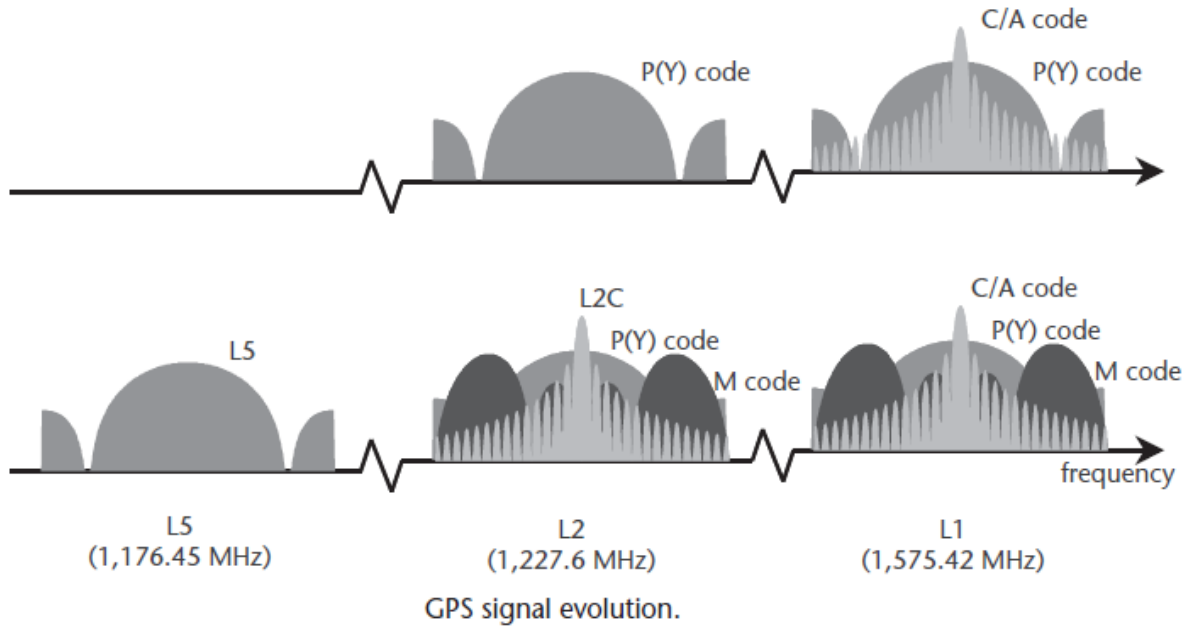 C/A code
P(Y) code
P(Y) code
C/A code
L2C
P(Y) code
P(Y) code
L5
M code
M code
frequency
L5
(1,176.45 MHz)
L2
(1,227.6 MHz)
L1
(1,575.42 MHz)
GPS signal evolution.